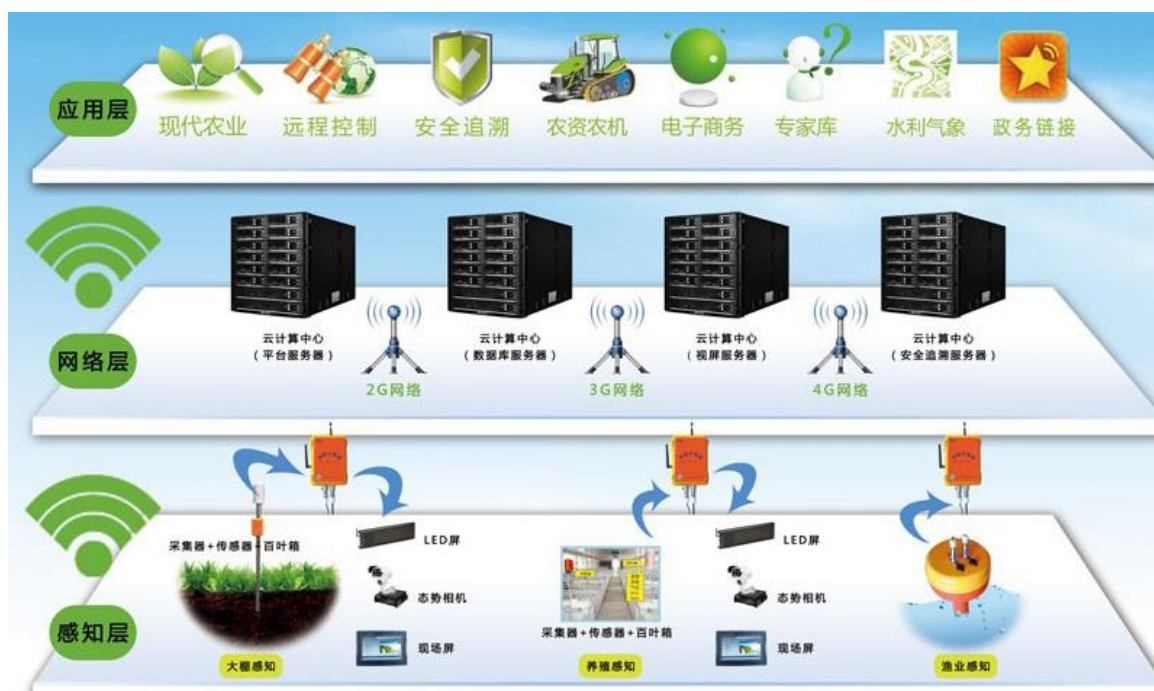 应用层
现代农业
远程控制
安全追溯
农资农机
电子商务
专家库
水利气象
政务链接
网络层
云计算中心
（平台服务器）
云计算中心
（数据库服务器）
云计算中心
（视屏服务器）
云计算中心
（安全追溯服务器）
2G网络
3G网络
4G网络
感知层
采集器+传感器+百叶箱
LED屏
态势相机
现场屏
大棚感知
采集器+传感器+百叶箱
LED屏
态势相机
现场屏
养殖感知
渔业感知